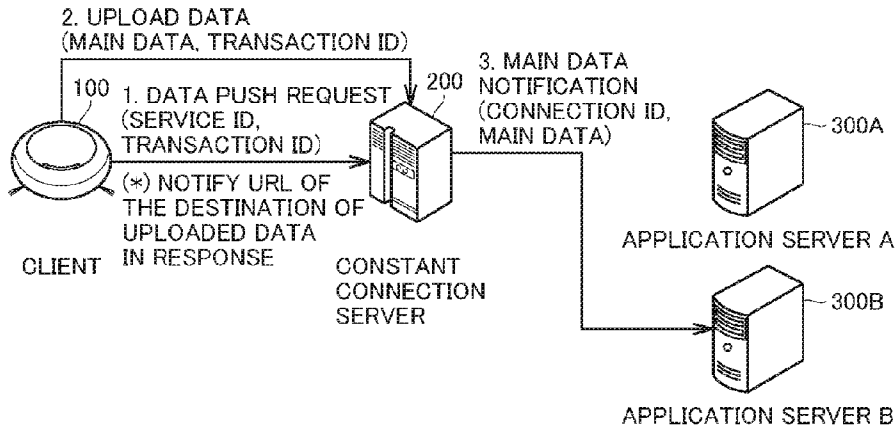 2. UPLOAD DATA
(MAIN DATA, TRANSACTION ID)
100
1. DATA PUSH REQUEST
(SERVICE ID,
TRANSACTION ID)
(*) NOTIFY URL OF
THE DESTINATION OF
UPLOADED DATA
IN RESPONSE
CLIENT
200
CONSTANT
CONNECTION
SERVER
3. MAIN DATA
NOTIFICATION
(CONNECTION ID,
MAIN DATA)
300A
APPLICATION SERVER A
300B
APPLICATION SERVER B